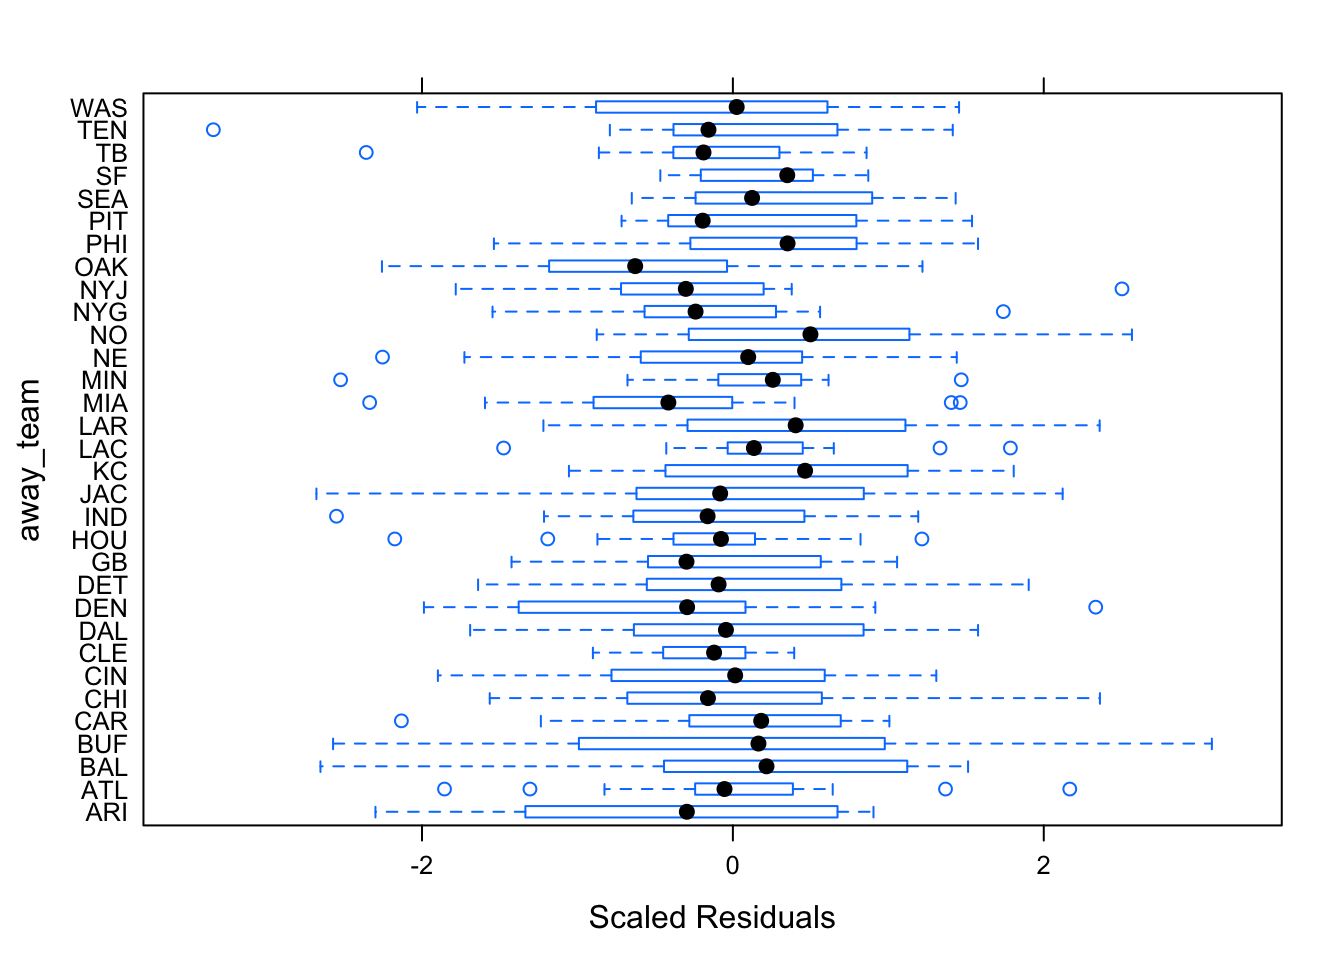 WAS
TEN
TB
SF
SEA
PIT
PHI
OAK
NYJ
NYG
NO
NE
MIN
MIA
LAR
LAC
KC
JAC
IND
HOU
GB
DET
DEN
DAL
CLE
CIN
CHI
CAR
BUF
BAL
ATL
ARI
away_team
-2 0 2
Scaled Residuals